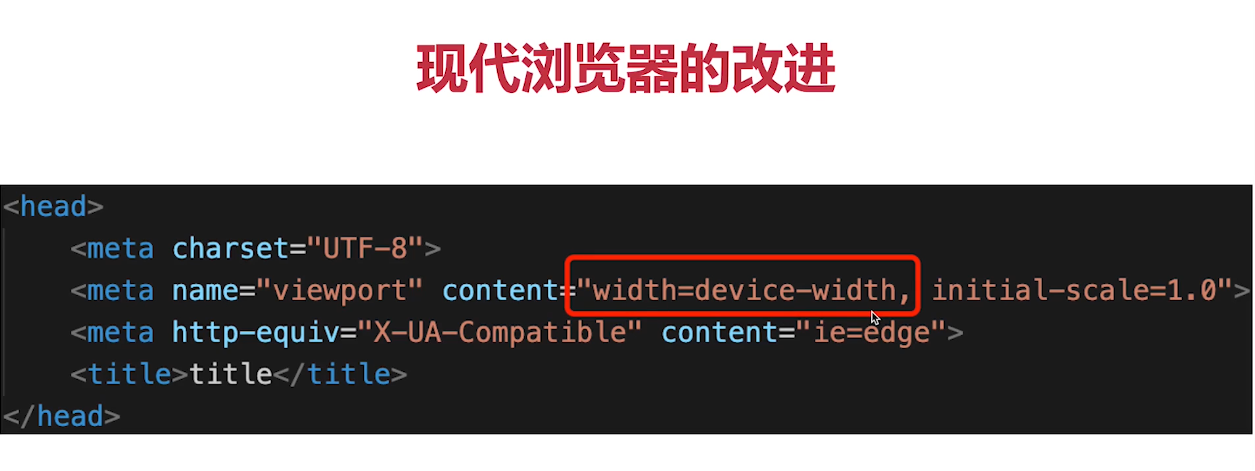 现代浏览器的改进
<head>
<meta charset="UTF-8">
<meta name="viewport" content="width=device-width, initial-scale=1.0">
<meta http-equiv="X-UA-Compatible" content="ie=edge">
<title>title</title>
</head>